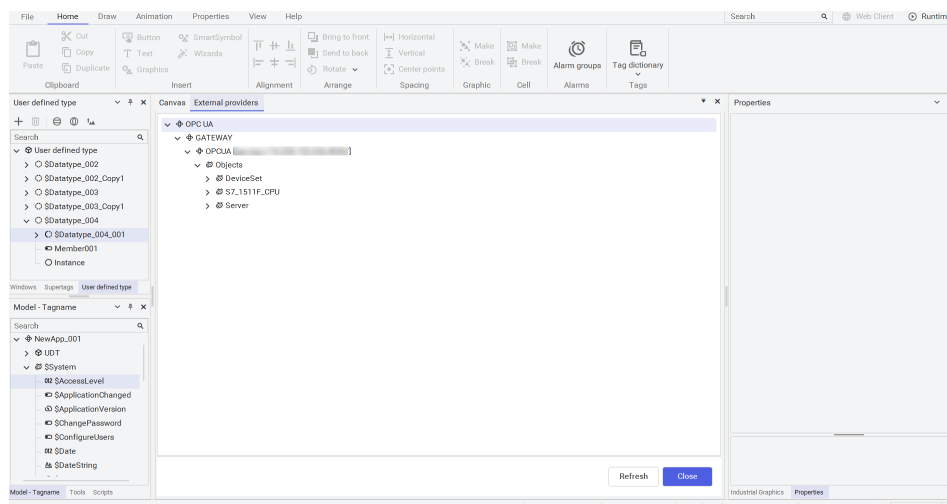 File Home Draw Animation Properties View Help Search Web Client Runtim
Paste Cut Copy Duplicate
Clipboard
Button SmartSymbol
Text Wizards
Graphics
Insert
Alignment
Bring to front
Send to back
Rotate
Arrange
Horizontal
Vertical
Center points
Spacing
Make
Break
Graphic
Make
Break
Cell
Alarm groups
Alarms
Tag dictionary
Tags
User defined type
Search
User defined type
$Datatype_002
$Datatype_002_Copy1
$Datatype_003
$Datatype_003_Copy1
$Datatype_004
$Datatype_004_001
Member001
Instance
Windows Supertags User defined type
Model - Tagname
Search
NewApp_001
UDT
$System
012 $AccessLevel
$ApplicationChanged
$ApplicationVersion
$ChangePassword
$ConfigureUsers
012 $Date
Aa $DateString
Model - Tagname Tools Scripts
Canvas External providers
OPC UA
GATEWAY
OPCUA
Objects
DeviceSet
S7_1511F_CPU
Server
Refresh Close
Properties
Industrial Graphics Properties